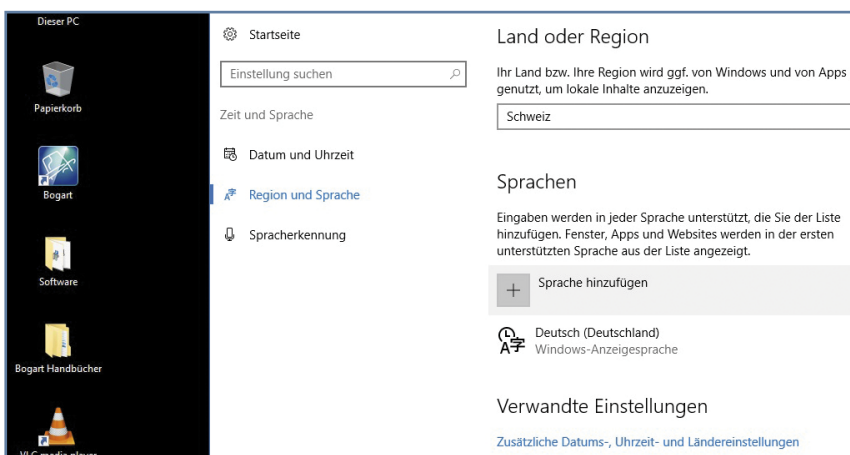 Dieser PC
Papierkorb
Bogart
Software
Bogart Handbücher
VLC media player
Startseite
Einstellung suchen
Zeit und Sprache
Datum und Uhrzeit
Region und Sprache
Spracherkennung
Land oder Region
Ihr Land bzw. Ihre Region wird ggf. von Windows und von Apps
genutzt, um lokale Inhalte anzuzeigen.
Schweiz
Sprachen
Eingaben werden in jeder Sprache unterstützt, die Sie der Liste
hinzufügen. Fenster, Apps und Websites werden in der ersten
unterstützten Sprache aus der Liste angezeigt.
Sprache hinzufügen
Deutsch (Deutschland)
Windows-Anzeigesprache
Verwandte Einstellungen
Zusätzliche Datums-, Uhrzeit- und Ländereinstellungen